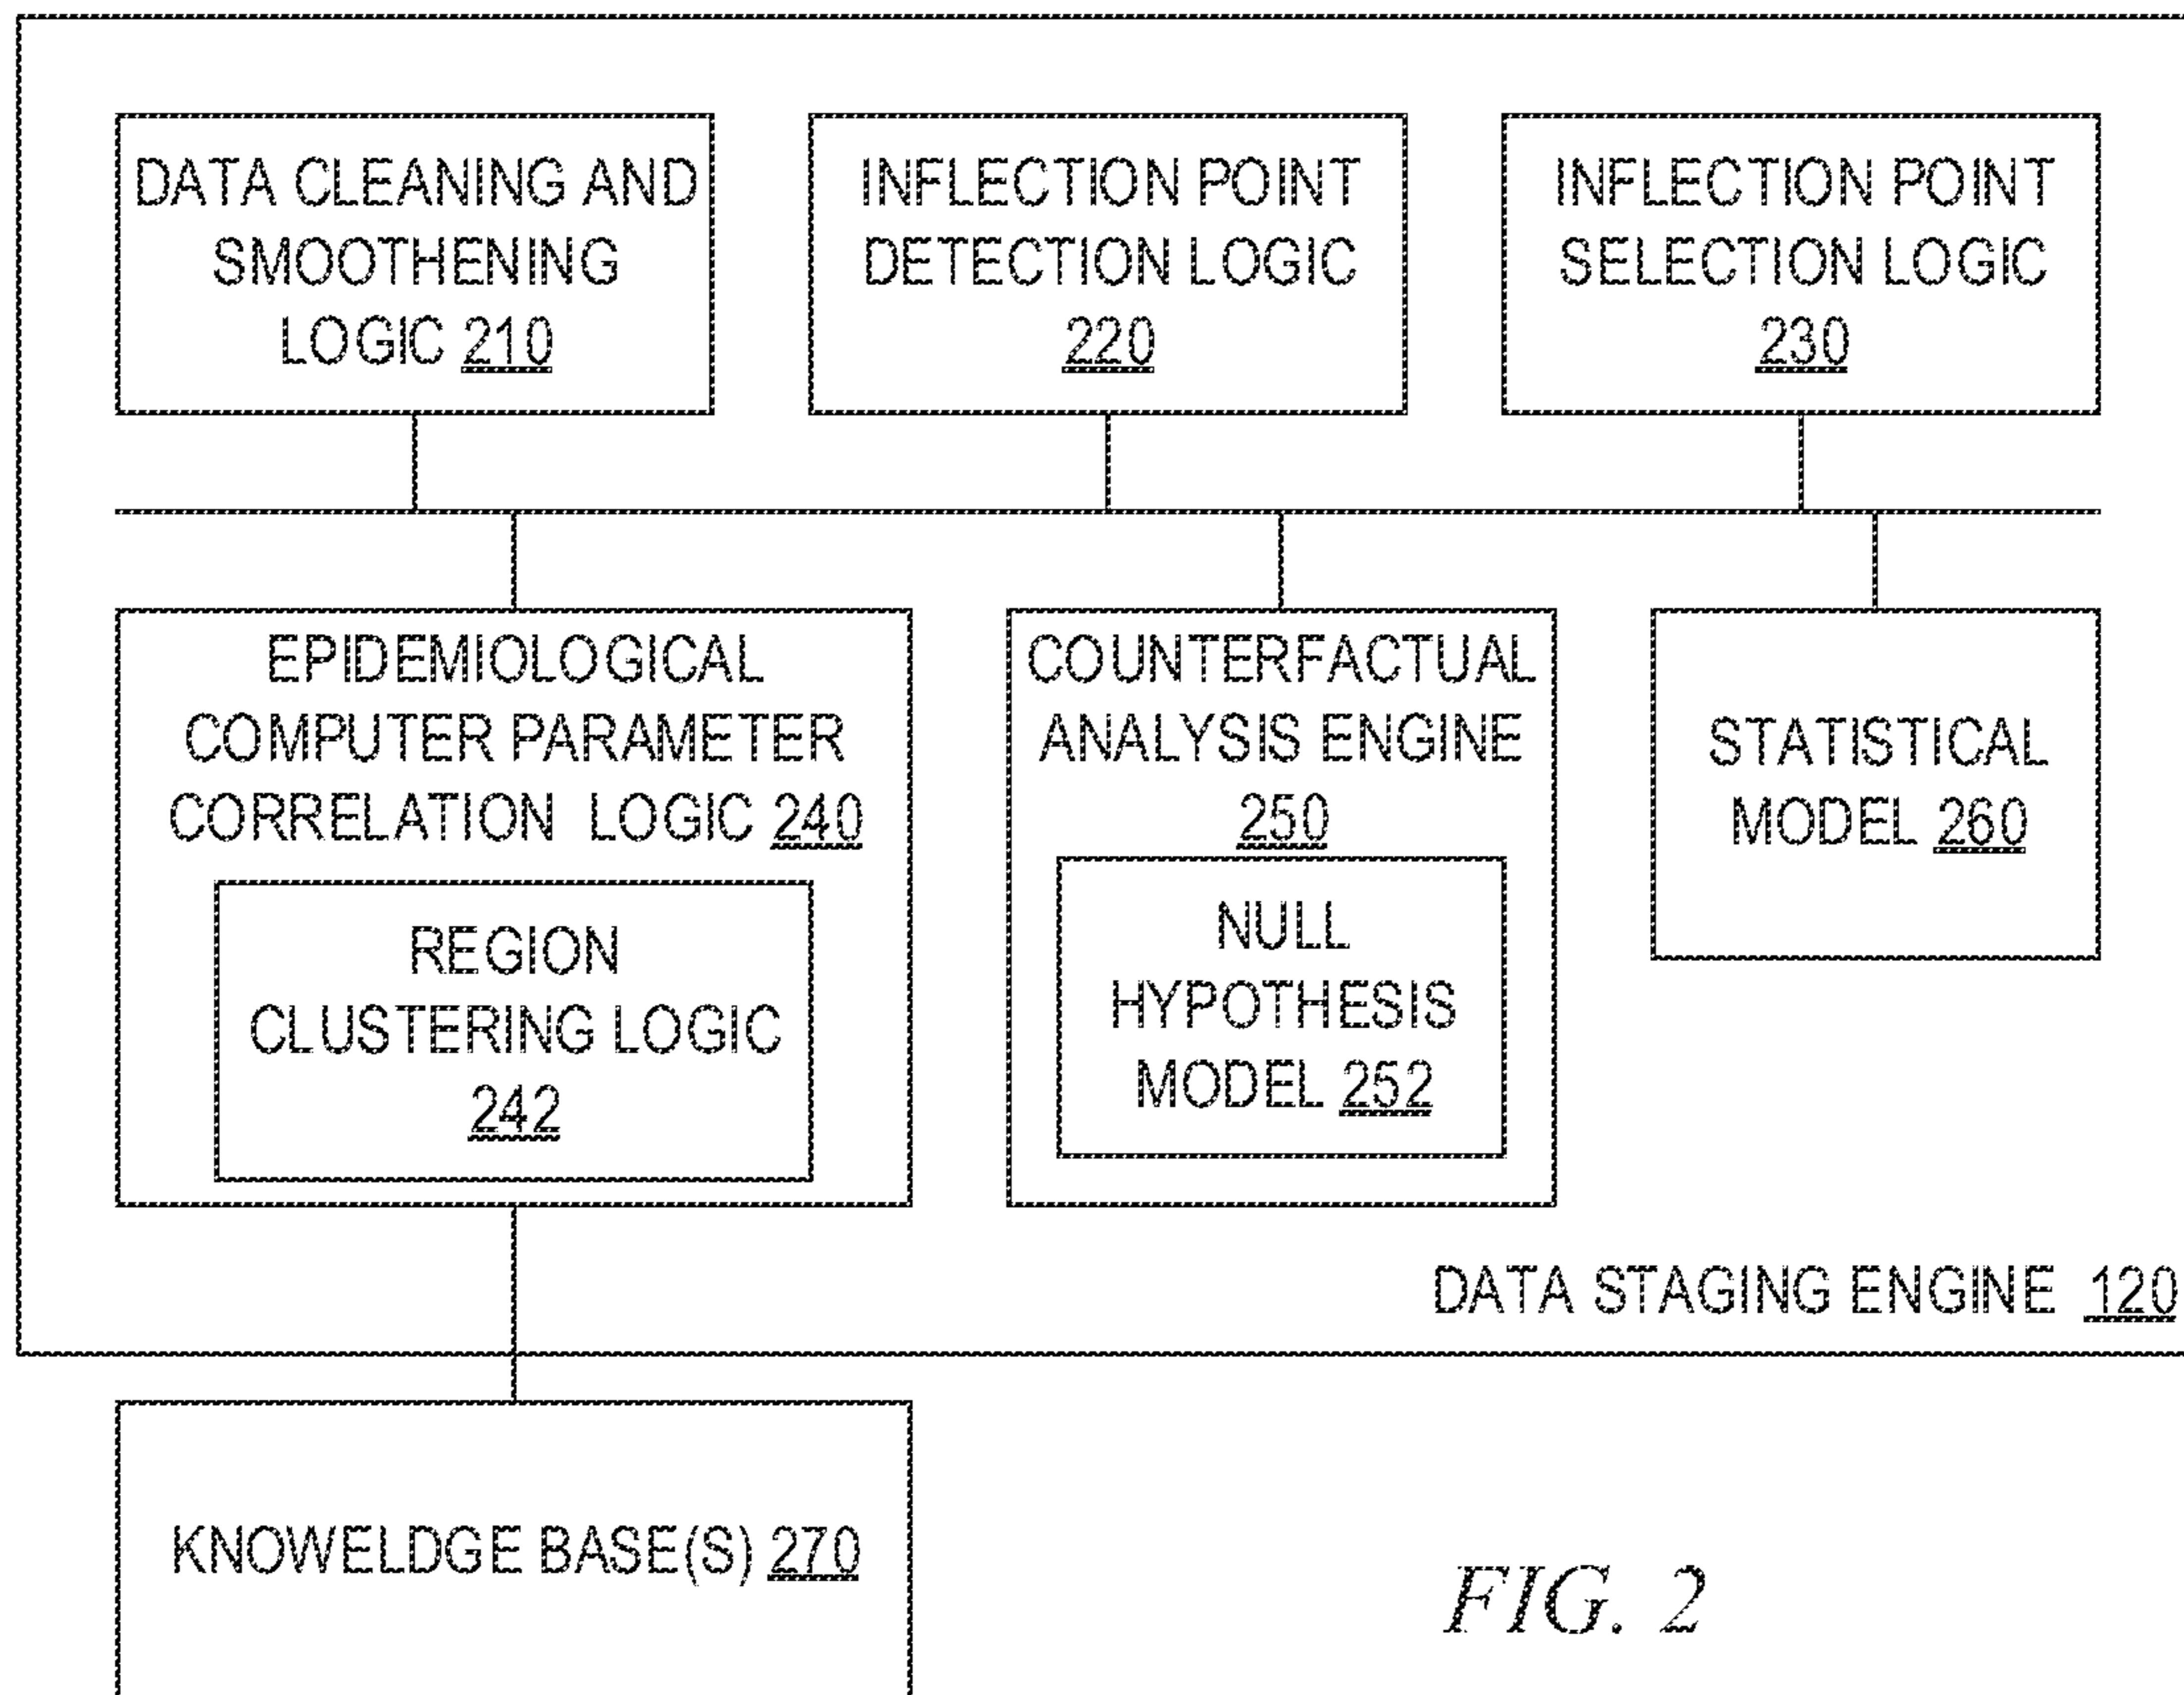 DATA CLEANING AND
SMOOTHENING
LOGIC 210
INFLECTION POINT
DETECTION LOGIC
220
INFLECTION POINT
SELECTION LOGIC
230
EPIDEMIOLOGICAL
COMPUTER PARAMETER
CORRELATION LOGIC 240
REGION
CLUSTERING LOGIC
242
COUNTERFACTUAL
ANALYSIS ENGINE
250
NULL
HYPOTHESIS
MODEL 252
STATISTICAL
MODEL 260
DATA STAGING ENGINE 120
KNOWELDGE BASE(S) 270
FIG. 2